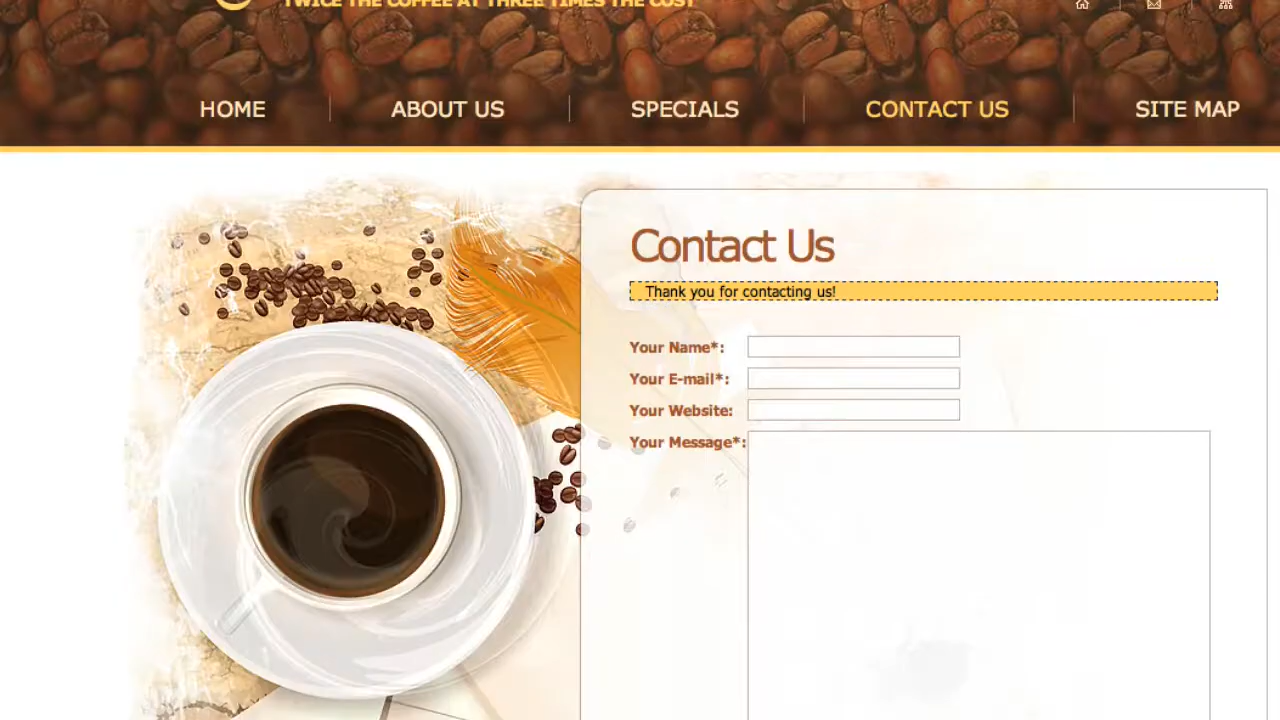 TWICE THE COFFEE AT THREE TIMES THE COST
HOME
ABOUT US
SPECIALS
CONTACT US
SITE MAP
Contact Us
Thank you for contacting us!
Your Name*:
Your E-mail*:
Your Website:
Your Message*: